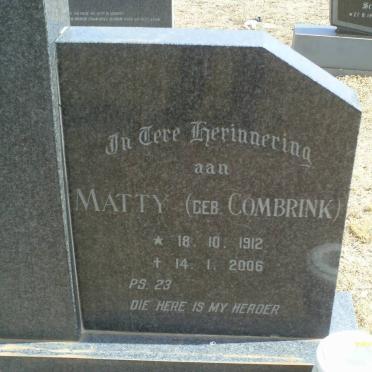 In Tere Herinnering
aan
MATTY (GEB. COMBRINK)
* 18. 10. 1912
† 14. 1. 2006
PS. 23
DIE HERE IS MY HERDER